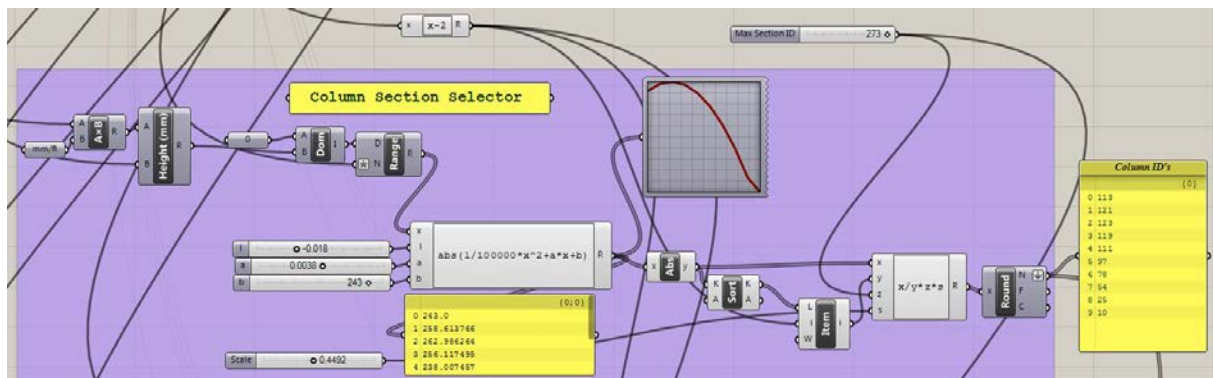 x x-2 R
Max Section ID 273
Column Section Selector
A B A×B R
mm/ft
A B Height (mm) R
0
A B Dom I
D N Range R
Column ID's
{0}
0 113
1 121
2 123
3 119
4 111
5 97
6 78
7 54
8 25
9 10
l -0.018
a 0.0038
b 243
x l a b abs(l/100000*x^2+a*x+b) R
x Abs y
K A Sort K A
L i W Item i
x y z s x/y*z*s R
x Round N F C
{0;0}
0 243.0
1 258.613766
2 262.986264
3 256.117495
4 238.007457
Scale 0.4492